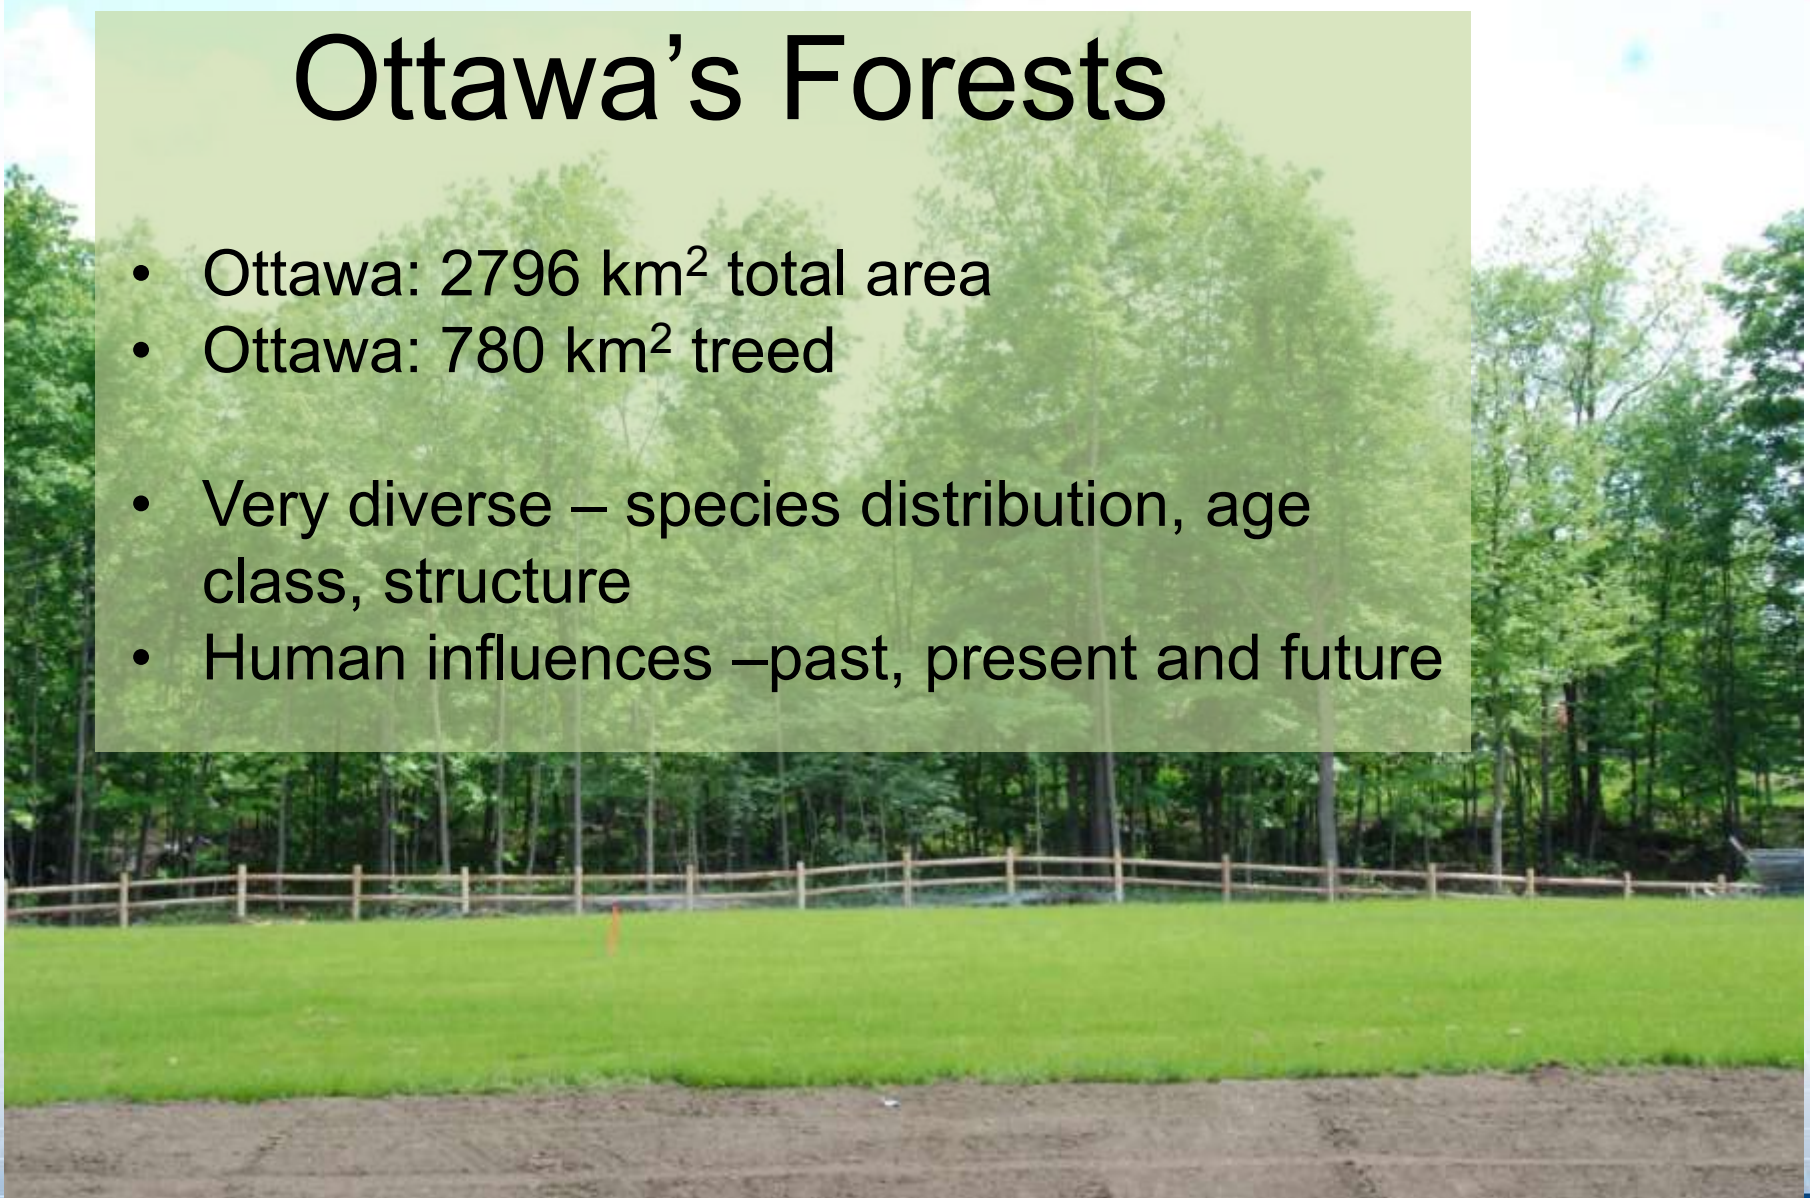 Ottawa’s Forests
• Ottawa: 2796 km² total area
• Ottawa: 780 km² treed
• Very diverse – species distribution, age
class, structure
• Human influences –past, present and future